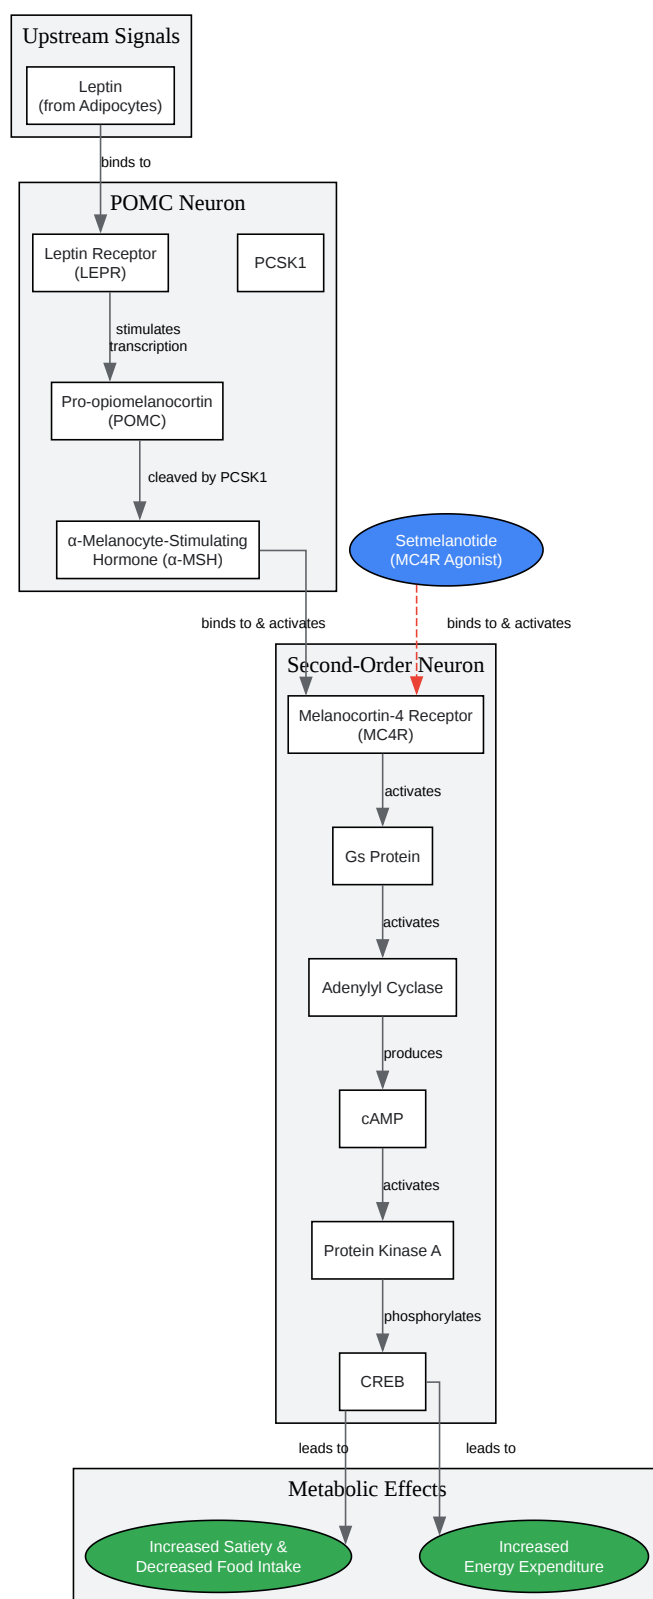 Upstream Signals
Leptin
(from Adipocytes)
binds to
POMC Neuron
Leptin Receptor
(LEPR)
PCSK1
stimulates
transcription
Pro-opiomelanocortin
(POMC)
cleaved by PCSK1
α-Melanocyte-Stimulating
Hormone (α-MSH)
Setmelanotide
(MC4R Agonist)
binds to & activates
binds to & activates
Second-Order Neuron
Melanocortin-4 Receptor
(MC4R)
activates
Gs Protein
activates
Adenylyl Cyclase
produces
cAMP
activates
Protein Kinase A
phosphorylates
CREB
leads to
leads to
Metabolic Effects
Increased Satiety &
Decreased Food Intake
Increased
Energy Expenditure